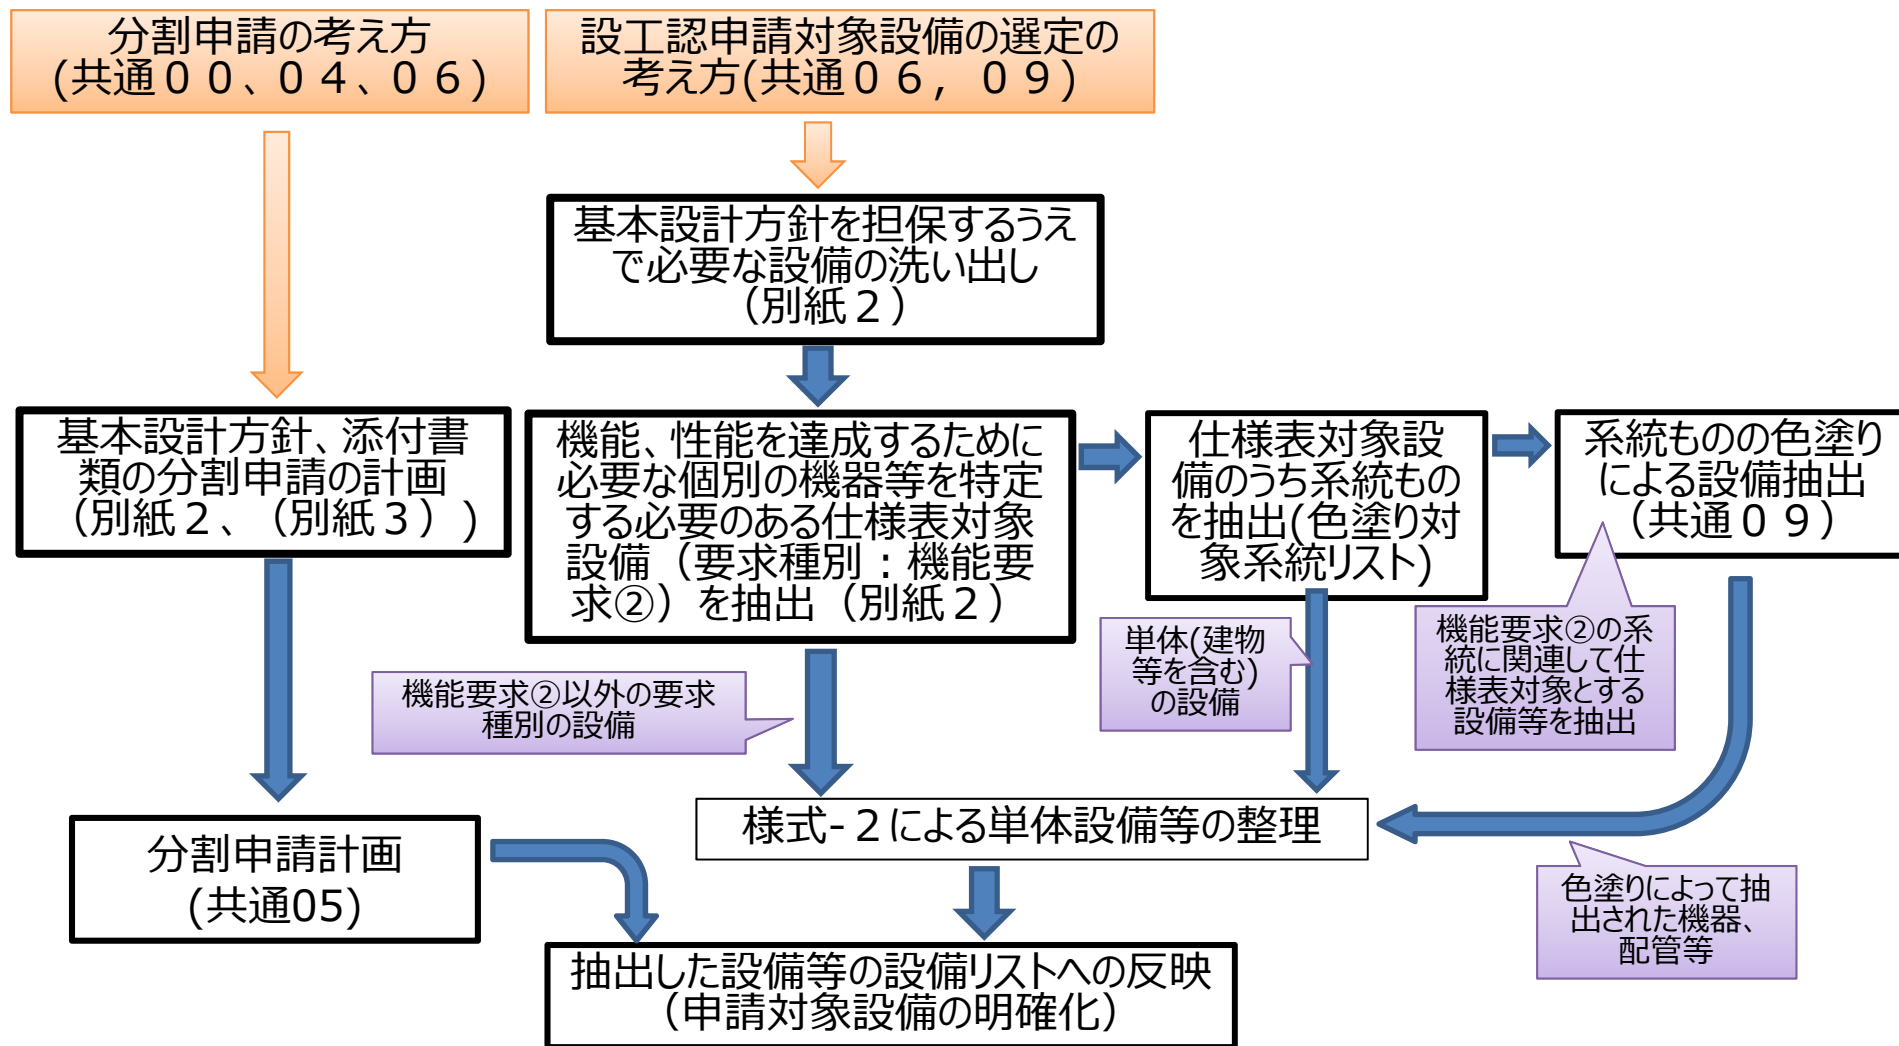 分割申請の考え方
(共通００、０４、０６)
設工認申請対象設備の選定の
考え方(共通０６，０９)
基本設計方針を担保するうえ
で必要な設備の洗い出し
（別紙２）
基本設計方針、添付書
類の分割申請の計画
（別紙２、（別紙３）)
機能、性能を達成するために
必要な個別の機器等を特定
する必要のある仕様表対象
設備（要求種別：機能要
求②）を抽出（別紙２）
仕様表対象設
備のうち系統もの
を抽出(色塗り対
象系統リスト)
系統ものの色塗り
による設備抽出
（共通０９）
単体(建物
等を含む)
の設備
機能要求②の系
統に関連して仕
様表対象とする
設備等を抽出
機能要求②以外の要求
種別の設備
様式-２による単体設備等の整理
分割申請計画
(共通05)
色塗りによって抽
出された機器、
配管等
抽出した設備等の設備リストへの反映
（申請対象設備の明確化）